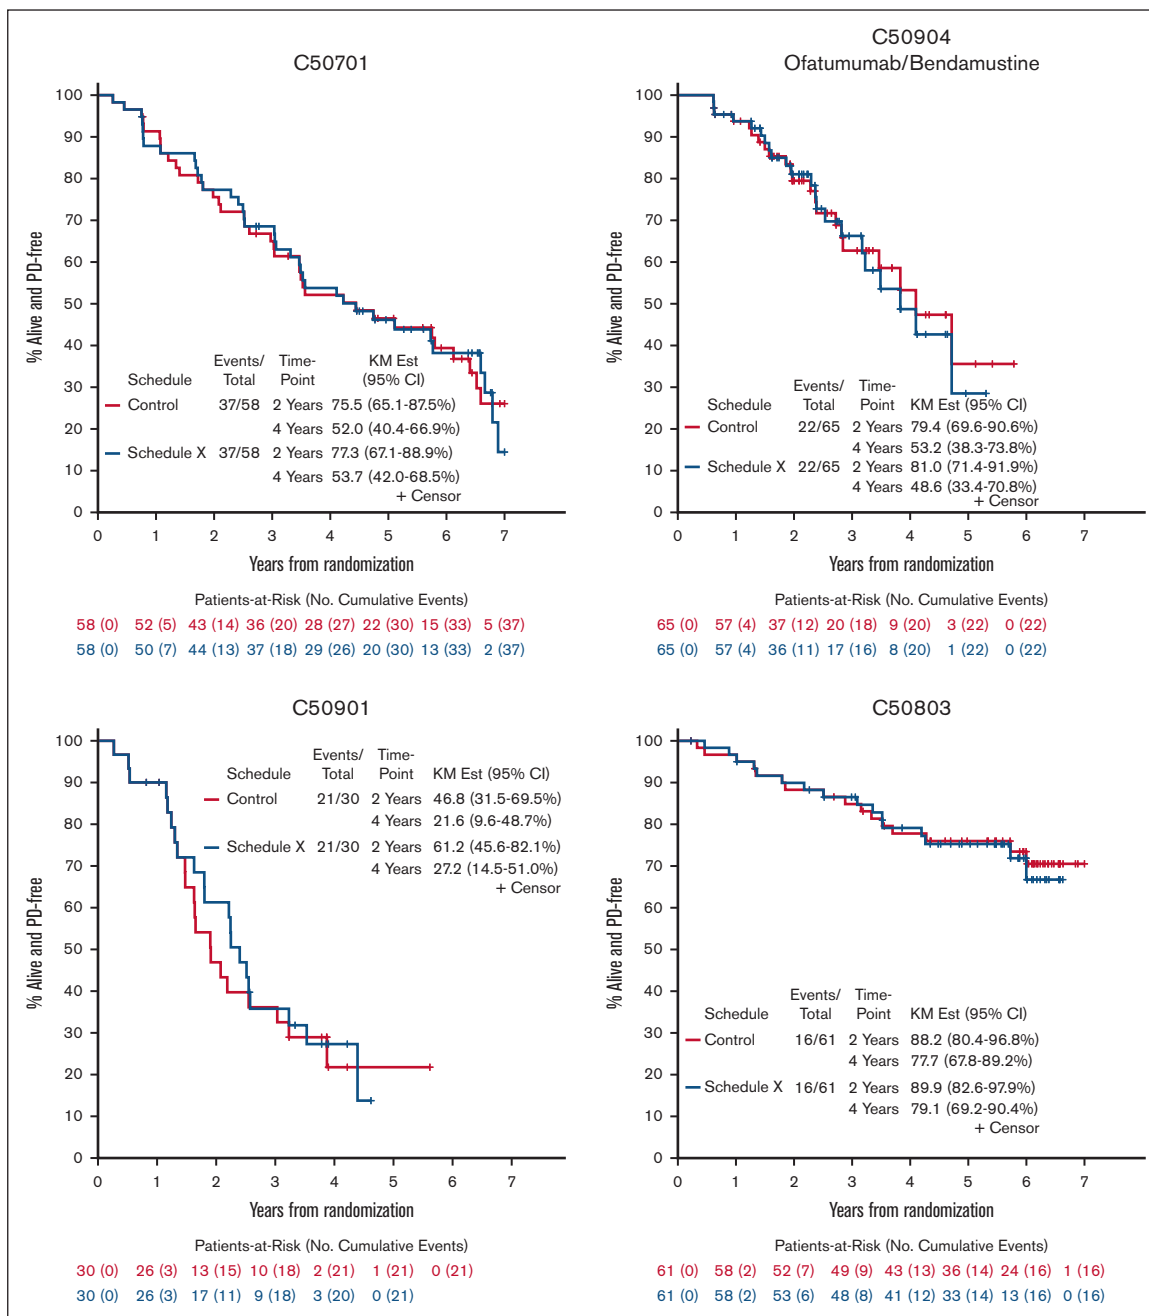 C50701
% Alive and PD-free
100
90
80
70
60
50
40
30
20
10
0
Events/ Time- KM Est
Schedule Total Point (95% CI)
Control 37/58 2 Years 75.5 (65.1-87.5%)
4 Years 52.0 (40.4-66.9%)
Schedule X 37/58 2 Years 77.3 (67.1-88.9%)
4 Years 53.7 (42.0-68.5%)
+ Censor
0 1 2 3 4 5 6 7
Years from randomization
Patients-at-Risk (No. Cumulative Events)
58 (0) 52 (5) 43 (14) 36 (20) 28 (27) 22 (30) 15 (33) 5 (37)
58 (0) 50 (7) 44 (13) 37 (18) 29 (26) 20 (30) 13 (33) 2 (37)
C50904
Ofatumumab/Bendamustine
% Alive and PD-free
100
90
80
70
60
50
40
30
20
10
0
Events/ Time-
Schedule Total Point KM Est (95% CI)
Control 22/65 2 Years 79.4 (69.6-90.6%)
4 Years 53.2 (38.3-73.8%)
Schedule X 22/65 2 Years 81.0 (71.4-91.9%)
4 Years 48.6 (33.4-70.8%)
+ Censor
0 1 2 3 4 5 6 7
Years from randomization
Patients-at-Risk (No. Cumulative Events)
65 (0) 57 (4) 37 (12) 20 (18) 9 (20) 3 (22) 0 (22)
65 (0) 57 (4) 36 (11) 17 (16) 8 (20) 1 (22) 0 (22)
C50901
% Alive and PD-free
100
90
80
70
60
50
40
30
20
10
0
Events/ Time-
Schedule Total Point KM Est (95% CI)
Control 21/30 2 Years 46.8 (31.5-69.5%)
4 Years 21.6 (9.6-48.7%)
Schedule X 21/30 2 Years 61.2 (45.6-82.1%)
4 Years 27.2 (14.5-51.0%)
+ Censor
0 1 2 3 4 5 6 7
Years from randomization
Patients-at-Risk (No. Cumulative Events)
30 (0) 26 (3) 13 (15) 10 (18) 2 (21) 1 (21) 0 (21)
30 (0) 26 (3) 17 (11) 9 (18) 3 (20) 0 (21)
C50803
% Alive and PD-free
100
90
80
70
60
50
40
30
20
10
0
Events/ Time-
Schedule Total Point KM Est (95% CI)
Control 16/61 2 Years 88.2 (80.4-96.8%)
4 Years 77.7 (67.8-89.2%)
Schedule X 16/61 2 Years 89.9 (82.6-97.9%)
4 Years 79.1 (69.2-90.4%)
+ Censor
0 1 2 3 4 5 6 7
Years from randomization
Patients-at-Risk (No. Cumulative Events)
61 (0) 58 (2) 52 (7) 49 (9) 43 (13) 36 (14) 24 (16) 1 (16)
61 (0) 58 (2) 53 (6) 48 (8) 41 (12) 33 (14) 13 (16) 0 (16)